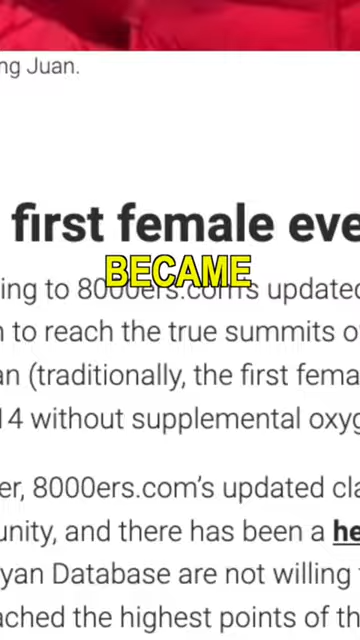 ng Juan.
first female eve
BECAME
ing to 8000ers.com's updated
n to reach the true summits o
an (traditionally, the first fema
14 without supplemental oxyg
er, 8000ers.com's updated cla
unity, and there has been a he
yan Database are not willing
ached the highest points of th